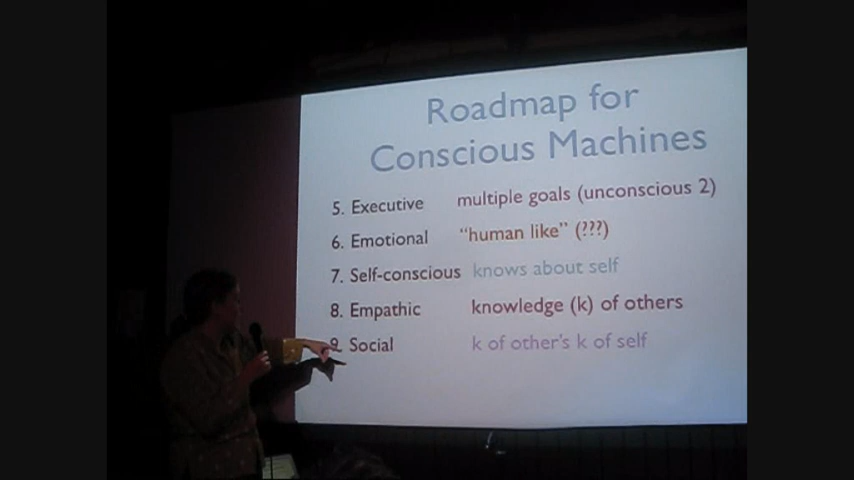 Roadmap for
Conscious Machines
5. Executive multiple goals (unconscious 2)
6. Emotional “human like” (???)
7. Self-conscious knows about self
8. Empathic knowledge (k) of others
9. Social k of other's k of self